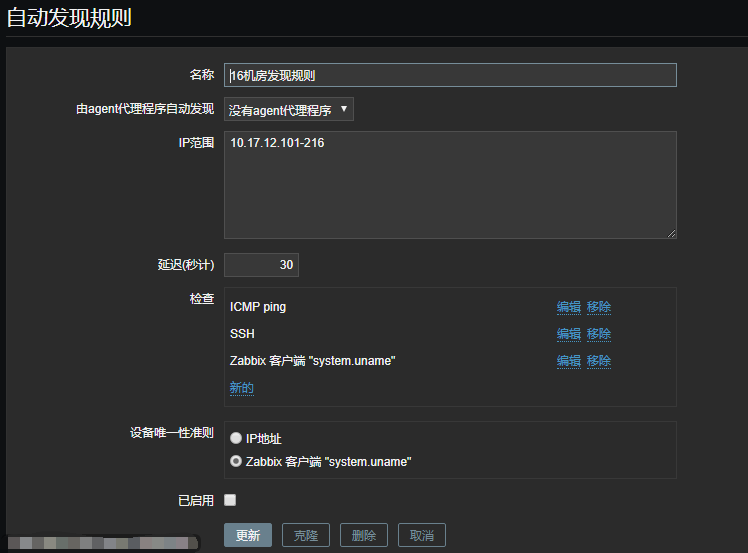 自动发现规则
名称 16机房发现规则
由agent代理程序自动发现 没有agent代理程序
IP范围 10.17.12.101-216
延迟(秒计) 30
检查 ICMP ping 编辑 移除
SSH 编辑 移除
Zabbix 客户端 "system.uname" 编辑 移除
新的
设备唯一性准则 IP地址
Zabbix 客户端 "system.uname"
已启用
更新 克隆 删除 取消